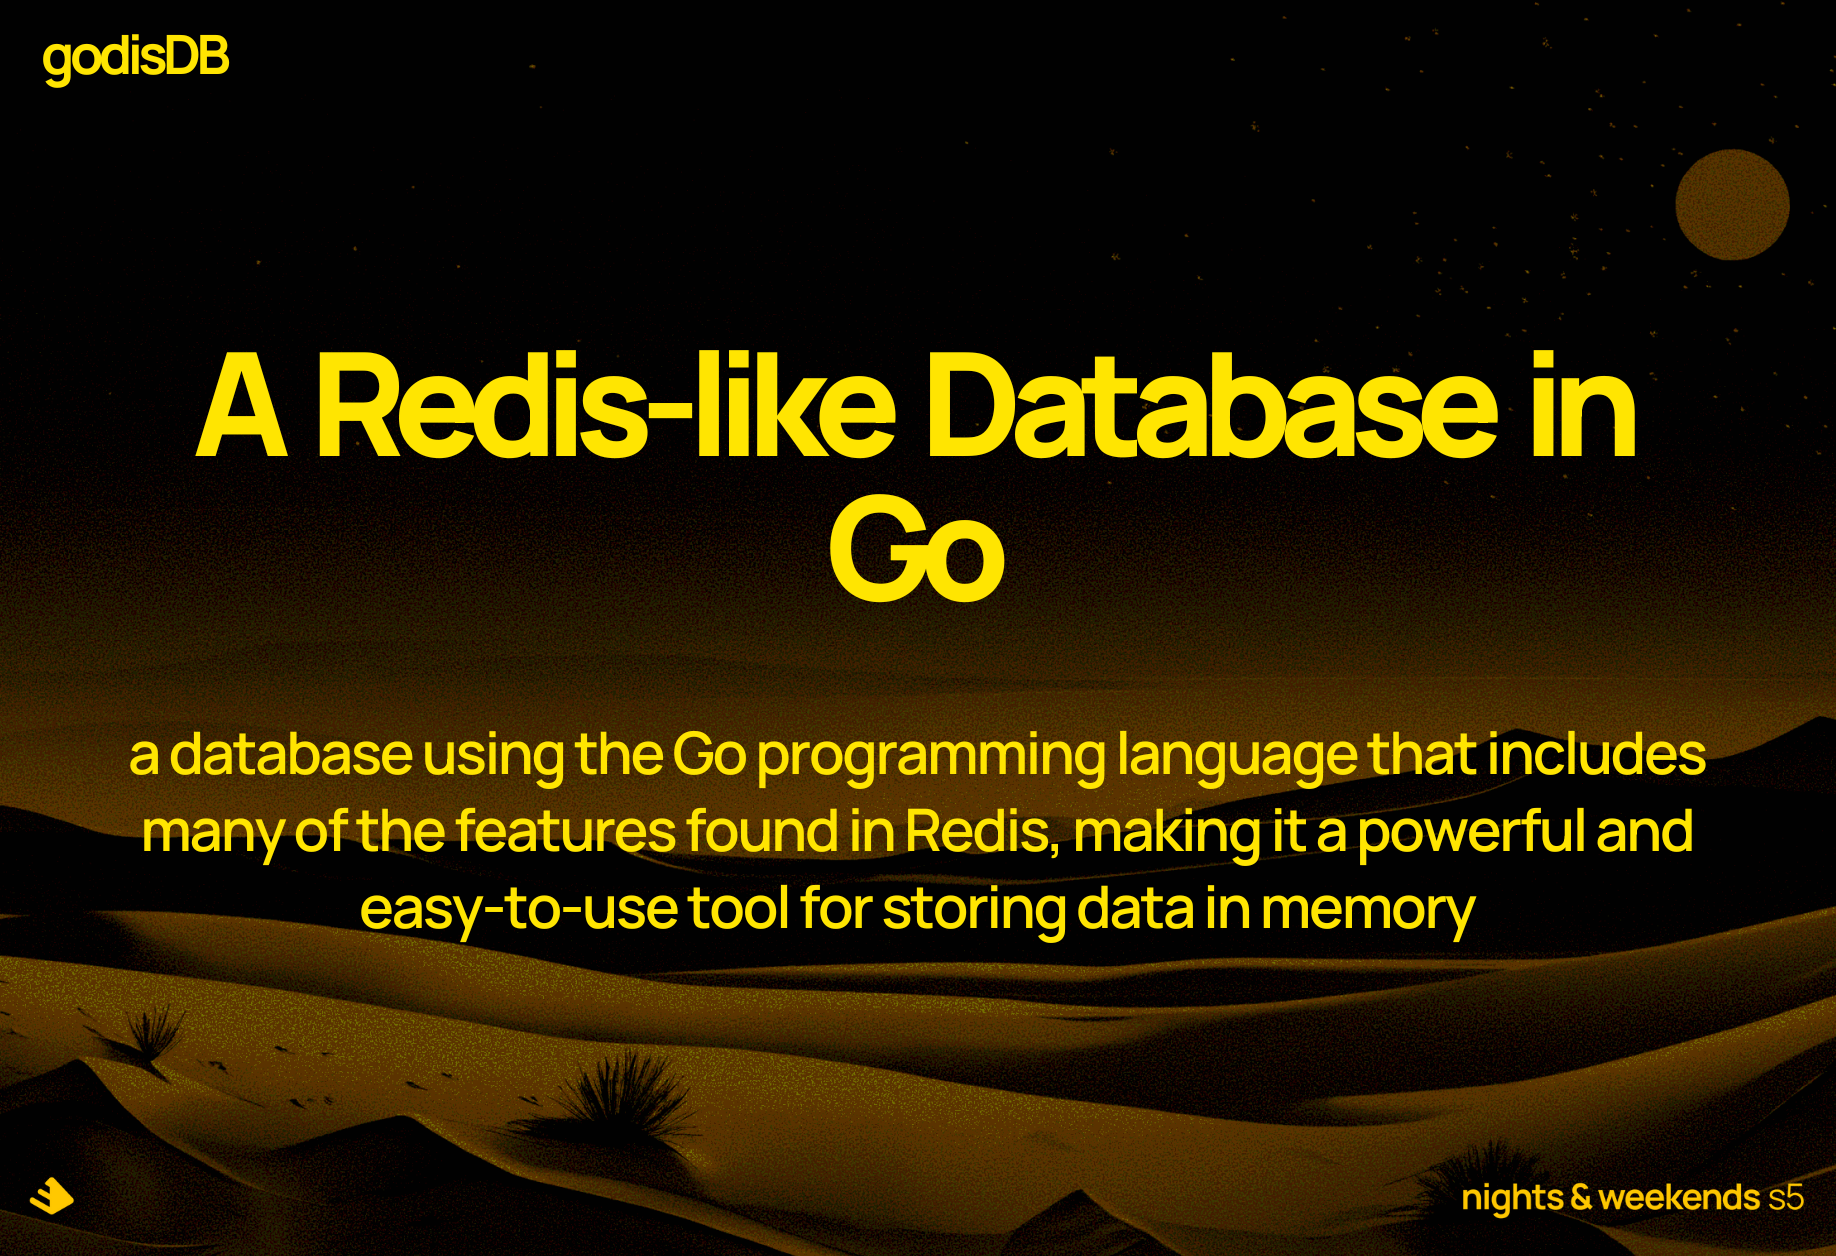 godisDB
A Redis-like Database in
Go
a database using the Go programming language that includes
many of the features found in Redis, making it a powerful and
easy-to-use tool for storing data in memory
nights & weekends s5